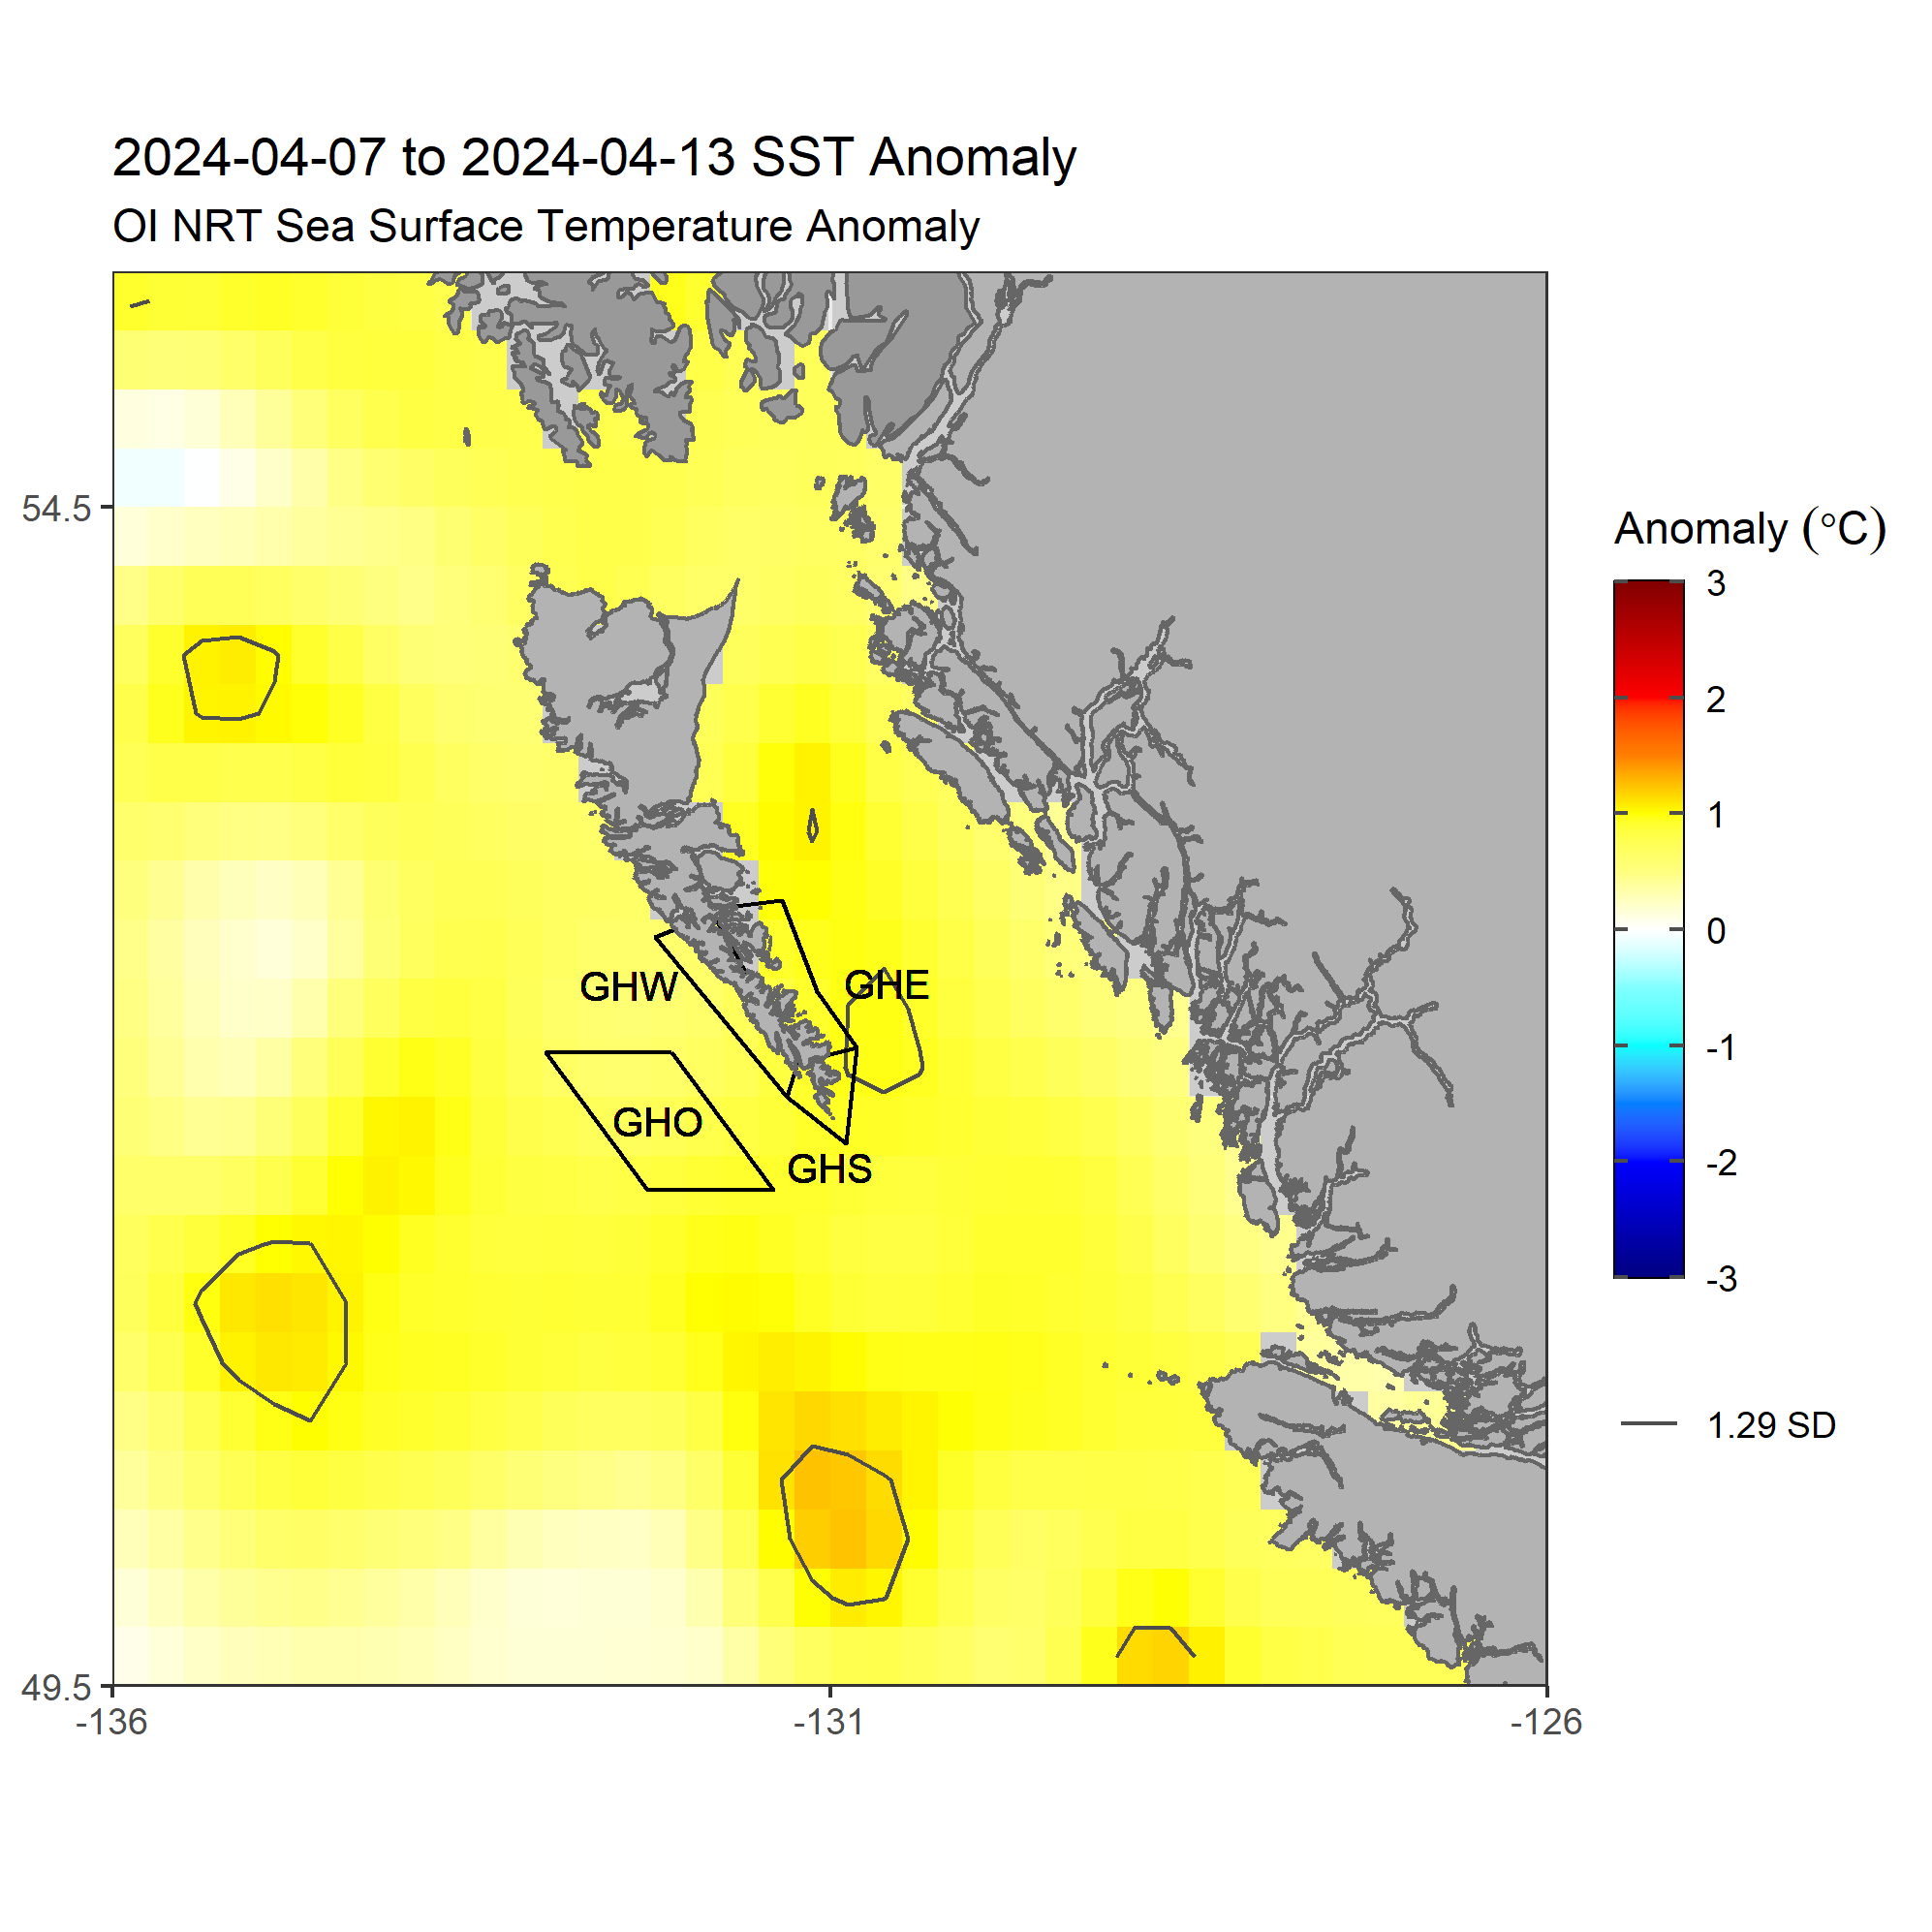 2024-04-07 to 2024-04-13 SST Anomaly
OI NRT Sea Surface Temperature Anomaly
54.5
49.5
-136
-131
-126
GHW
GHE
GHO
GHS
Anomaly (°C)
3
2
1
0
-1
-2
-3
1.29 SD